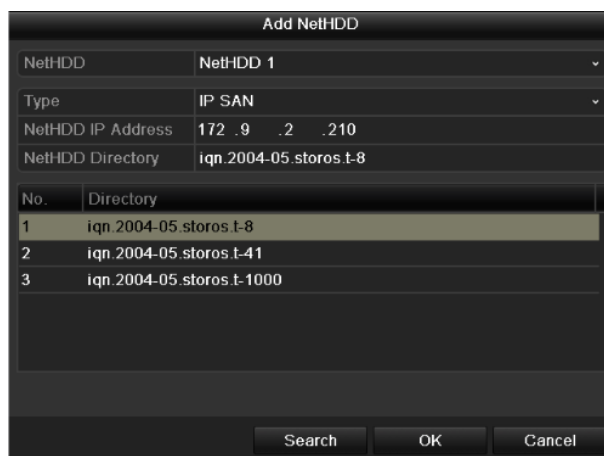 Add NetHDD
NetHDD NetHDD 1
Type IP SAN
NetHDD IP Address 172 .9 .2 .210
NetHDD Directory iqn.2004-05.storos.t-8
No. Directory
1 iqn.2004-05.storos.t-8
2 iqn.2004-05.storos.t-41
3 iqn.2004-05.storos.t-1000
Search OK Cancel